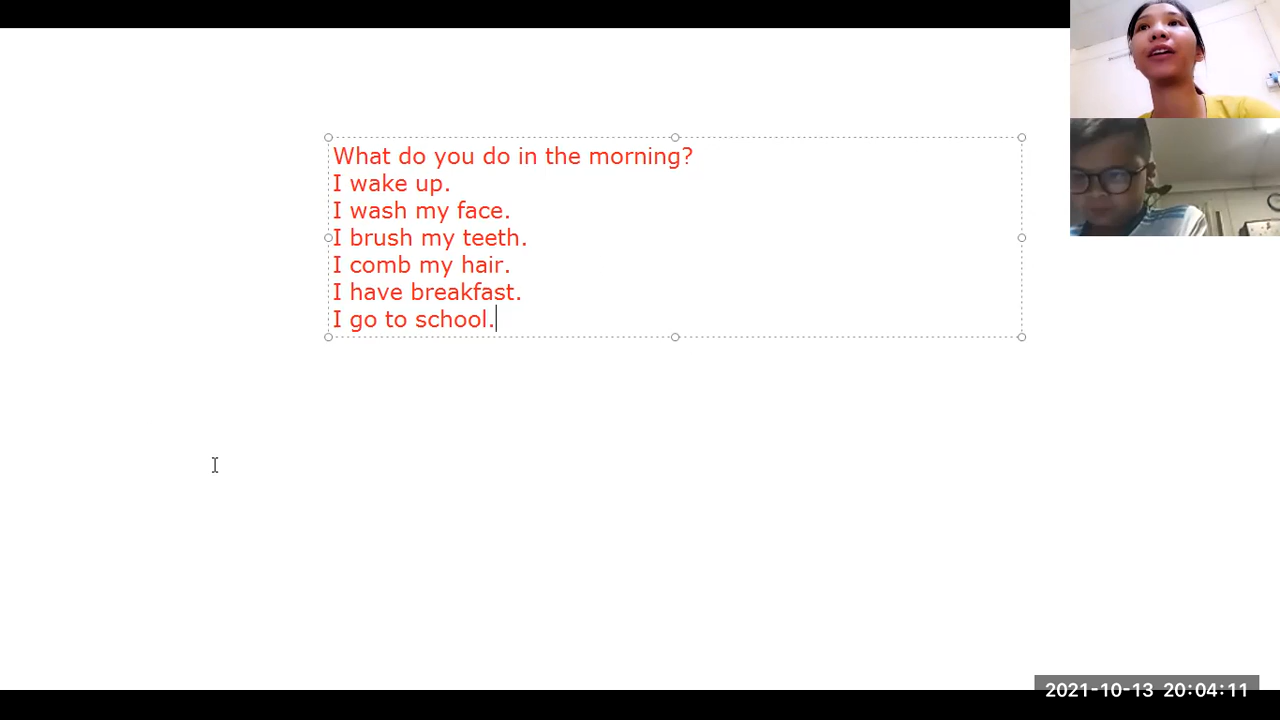 What do you do in the morning?
I wake up.
I wash my face.
I brush my teeth.
I comb my hair.
I have breakfast.
I go to school.
2021-10-13 20:04:11